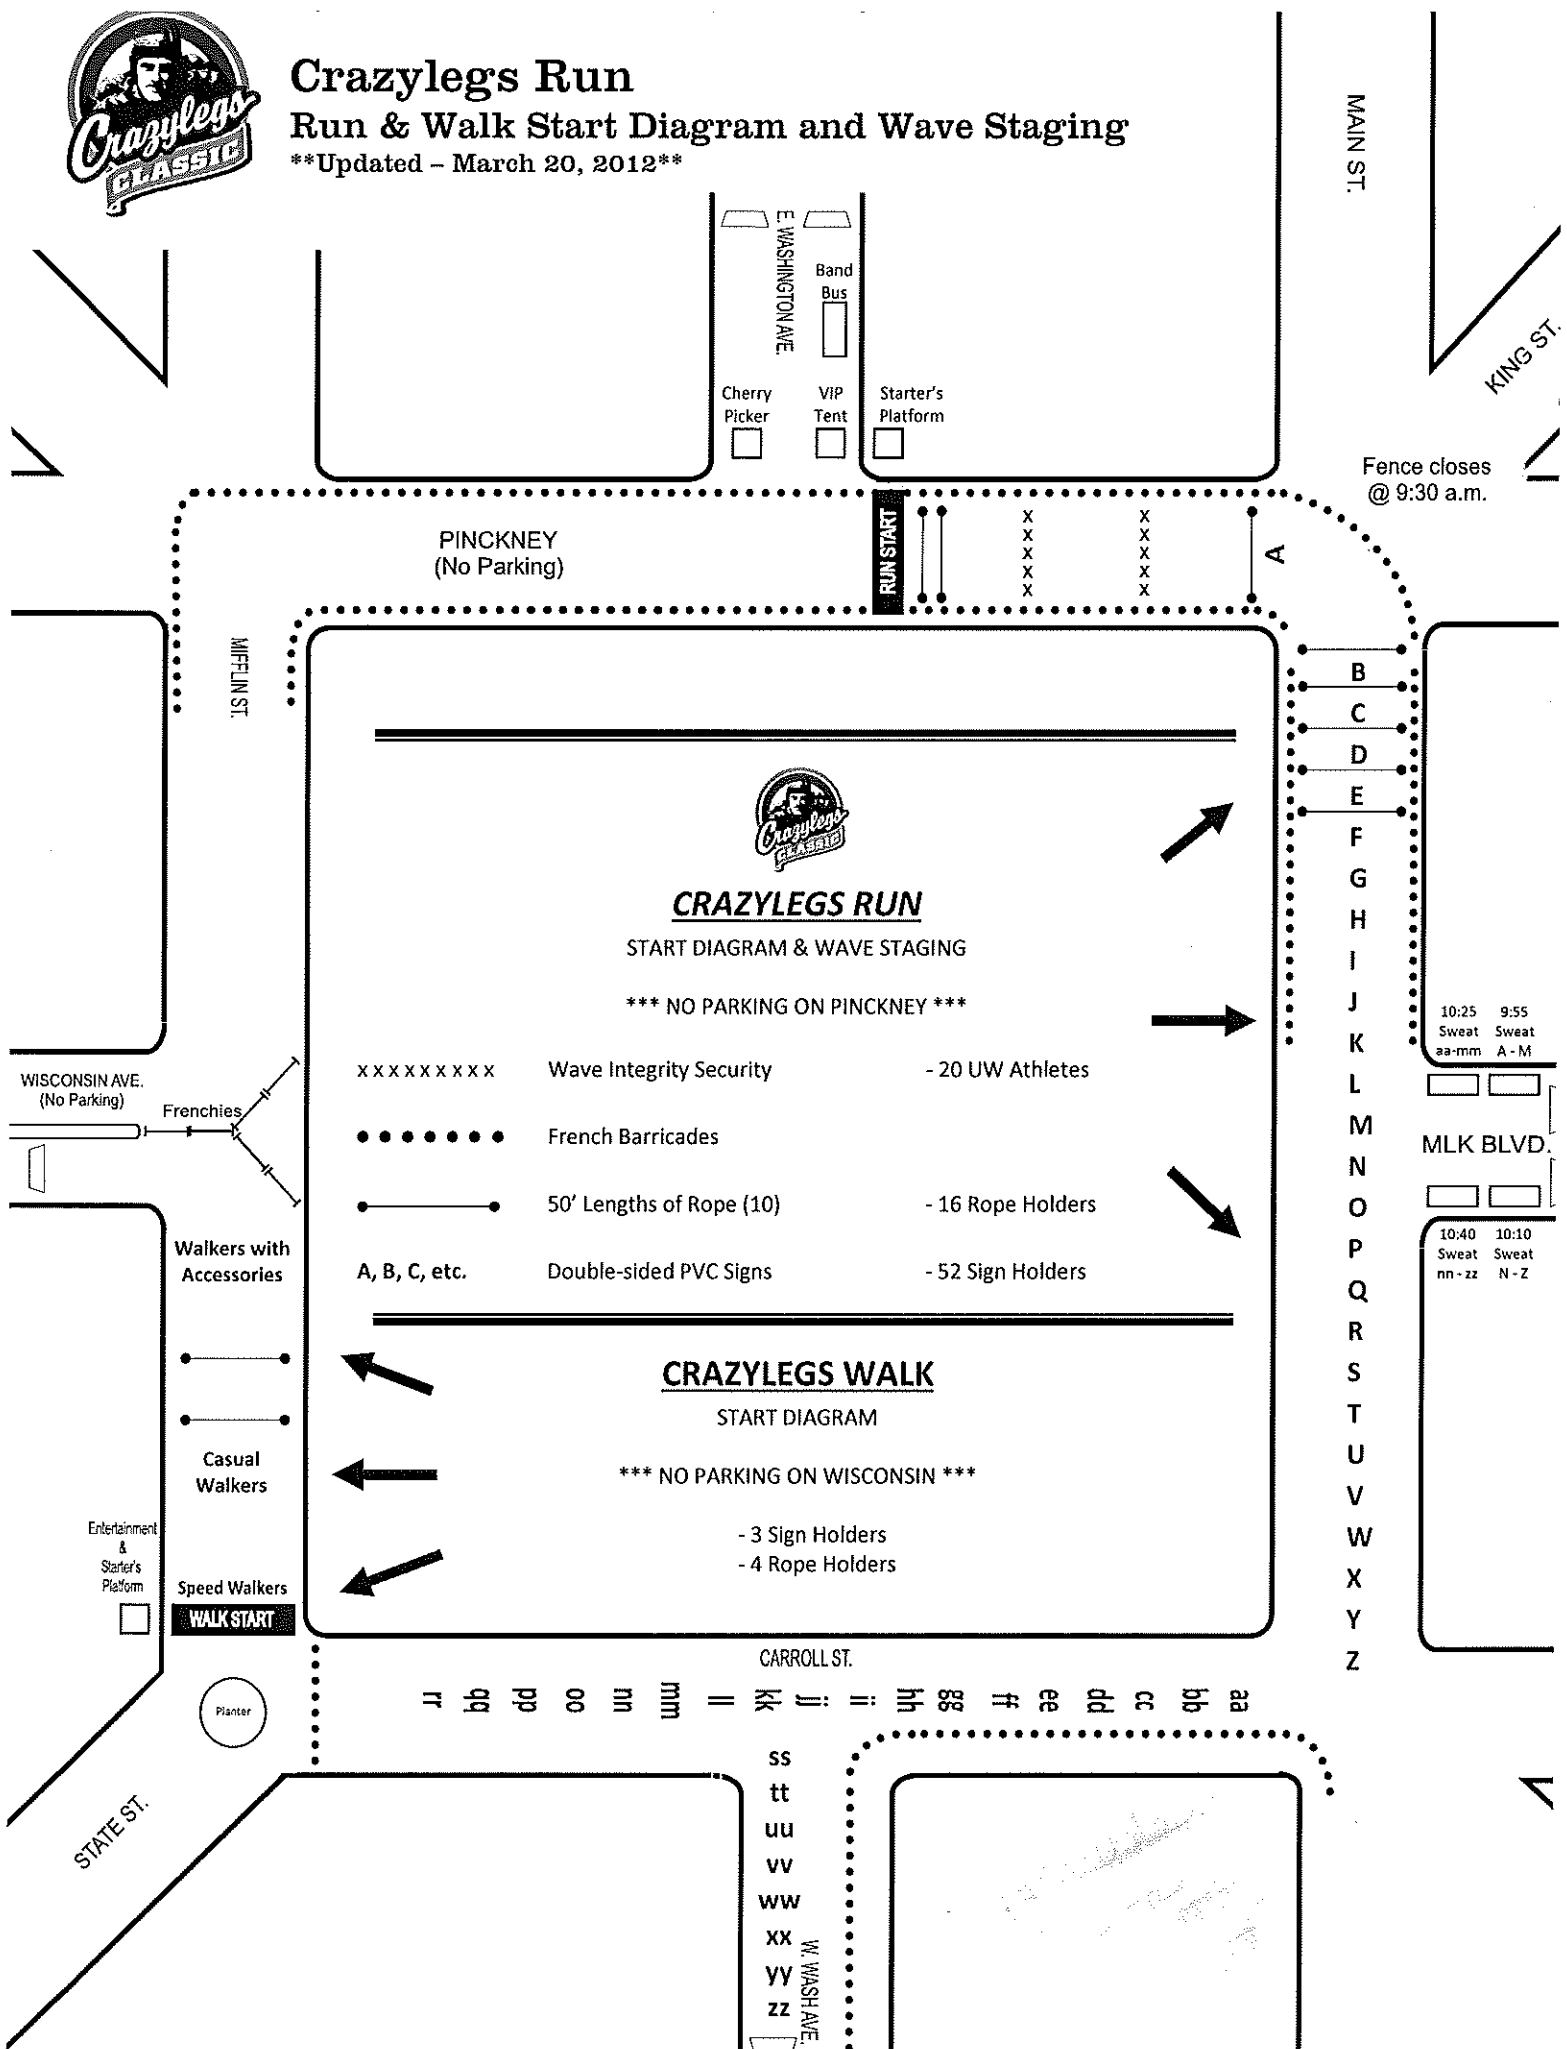 Crazylegs
CLASSIC
Crazylegs Run
Run & Walk Start Diagram and Wave Staging
**Updated – March 20, 2012**
MAIN ST.
E. WASHINGTON AVE.
Band
Bus
KING ST.
Cherry
Picker
VIP
Tent
Starter's
Platform
Fence closes
@ 9:30 a.m.
PINCKNEY
(No Parking)
RUN START
x x
x x
x x
x x
x x
A
MIFFLIN ST.
B
C
D
E
F
G
H
I
J
K
L
M
N
O
P
Q
R
S
T
U
V
W
X
Y
Z
Crazylegs
CLASSIC
CRAZYLEGS RUN
START DIAGRAM & WAVE STAGING
*** NO PARKING ON PINCKNEY ***
x x x x x x x x x Wave Integrity Security - 20 UW Athletes
French Barricades
50' Lengths of Rope (10) - 16 Rope Holders
A, B, C, etc. Double-sided PVC Signs - 52 Sign Holders
10:25 9:55
Sweat Sweat
aa-mm A - M
MLK BLVD.
10:40 10:10
Sweat Sweat
nn - zz N - Z
WISCONSIN AVE.
(No Parking)
Frenchies
Walkers with
Accessories
Casual
Walkers
Entertainment
&
Starter's
Platform
Speed Walkers
WALK START
CRAZYLEGS WALK
START DIAGRAM
*** NO PARKING ON WISCONSIN ***
- 3 Sign Holders
- 4 Rope Holders
CARROLL ST.
Planter
rr qq pp oo nn mm ll kk jj ii hh gg ff ee dd cc bb aa
ss
tt
uu
vv
ww
xx
yy
zz
W. WASH AVE.
STATE ST.